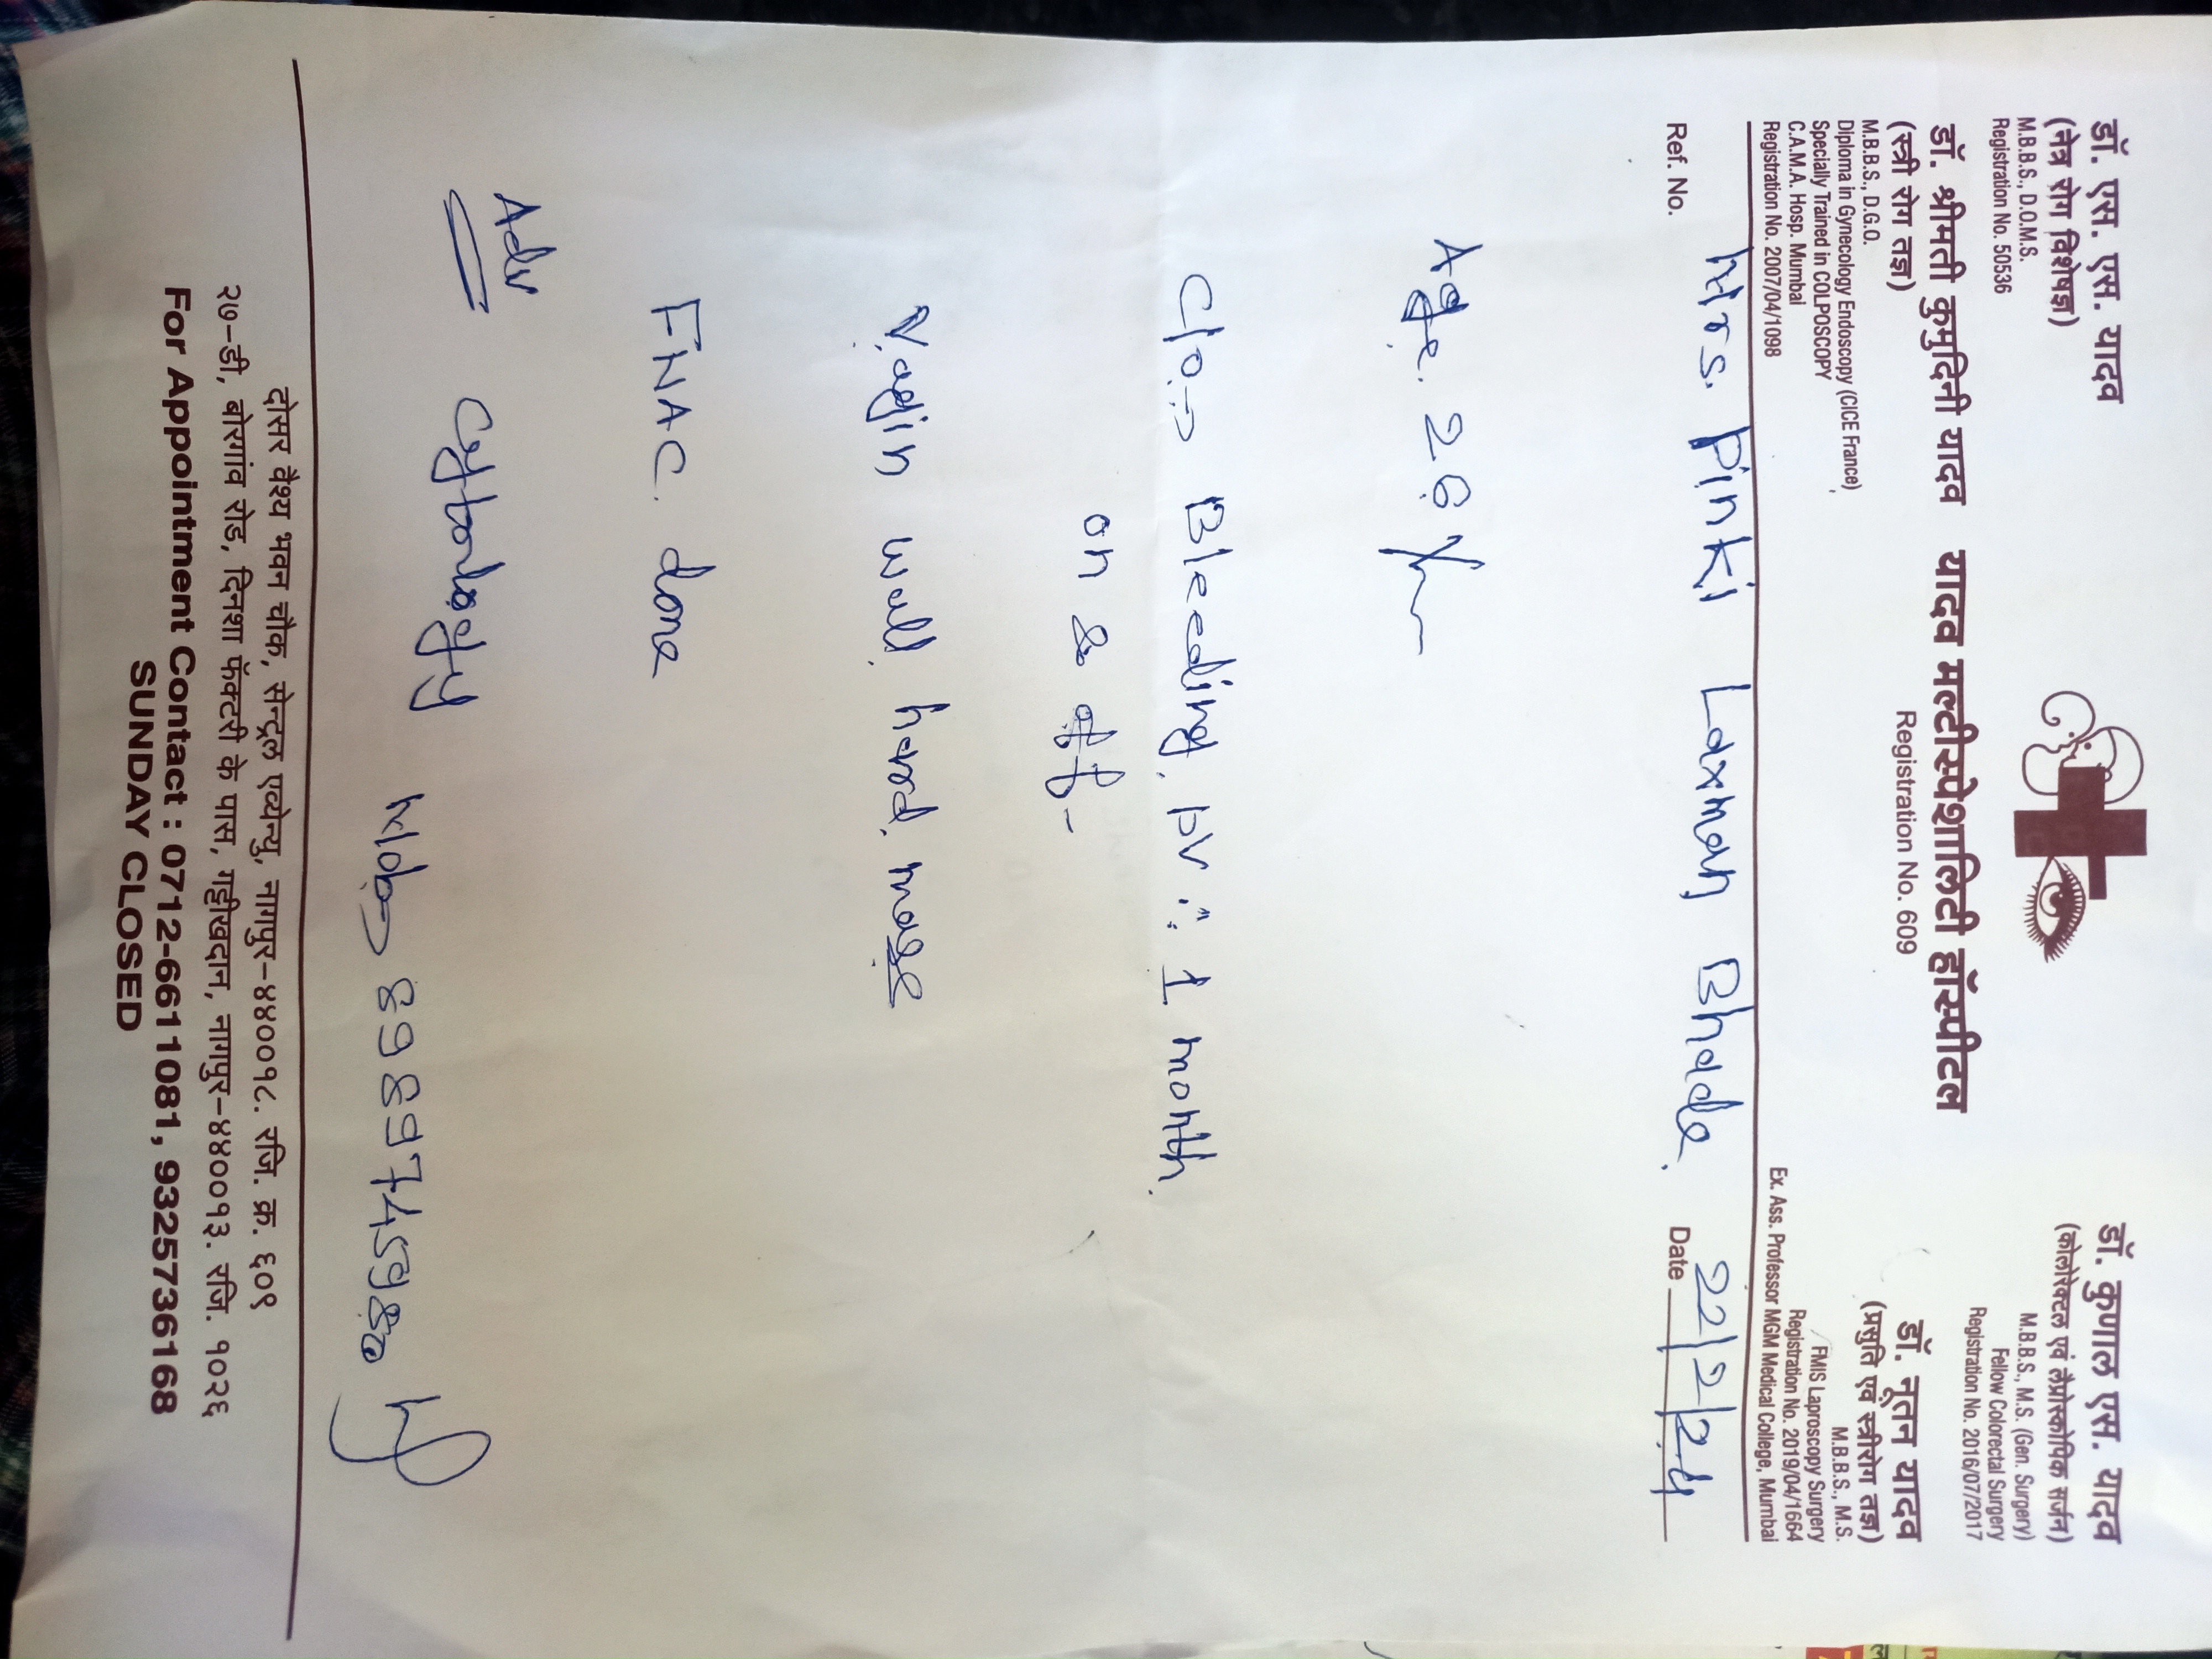 डॉ. एस. एस. यादव
(नेत्र रोग विशेषज्ञ)
M.B.B.S., D.O.M.S.
Registration No. 50536
डॉ. श्रीमती कुमुदिनी यादव
(स्त्री रोग तज्ञ)
M.B.B.S., D.G.O.
Diploma in Gynecology Endoscopy (CICE France)
Specially Trained in COLPOSCOPY
C.A.M.A. Hosp. Mumbai
Registration No. 2007/04/1098
यादव मल्टीस्पेशालिटी हॉस्पीटल
Registration No. 609
डॉ. कुणाल एस. यादव
(कोलोरेक्टल एवं लैप्रोस्कोपिक सर्जन)
M.B.B.S., M.S. (Gen. Surgery)
Fellow Colorectal Surgery
Registration No. 2016/07/2017
डॉ. नूतन यादव
(प्रसुति एवं स्त्रीरोग तज्ञ)
M.B.B.S., M.S.
FMIS Laproscopy Surgery
Registration No. 2019/04/1664
Ex. Ass. Professor MGM Medical College, Mumbai
Ref. No. Date 22/2/24
Mrs. Pinki Laxman Bhade.
Age. 26 Yrs
C/o→ Bleeding. PV ∴ 1 month.
on & off-
Vagin wall hard mase
FNAC. done
Adv Cytology
Mob→
दोसर वैश्य भवन चौक, सेन्ट्रल एव्हेन्यु, नागपुर-४४००१८. रजि. क्र. ६०९
२७-डी, बोरगांव रोड, दिनशा फॅक्टरी के पास, गट्टीखदान, नागपुर-४४००१३. रजि. १०२६
For Appointment Contact : 0712-6611081, 9325736168
SUNDAY CLOSED